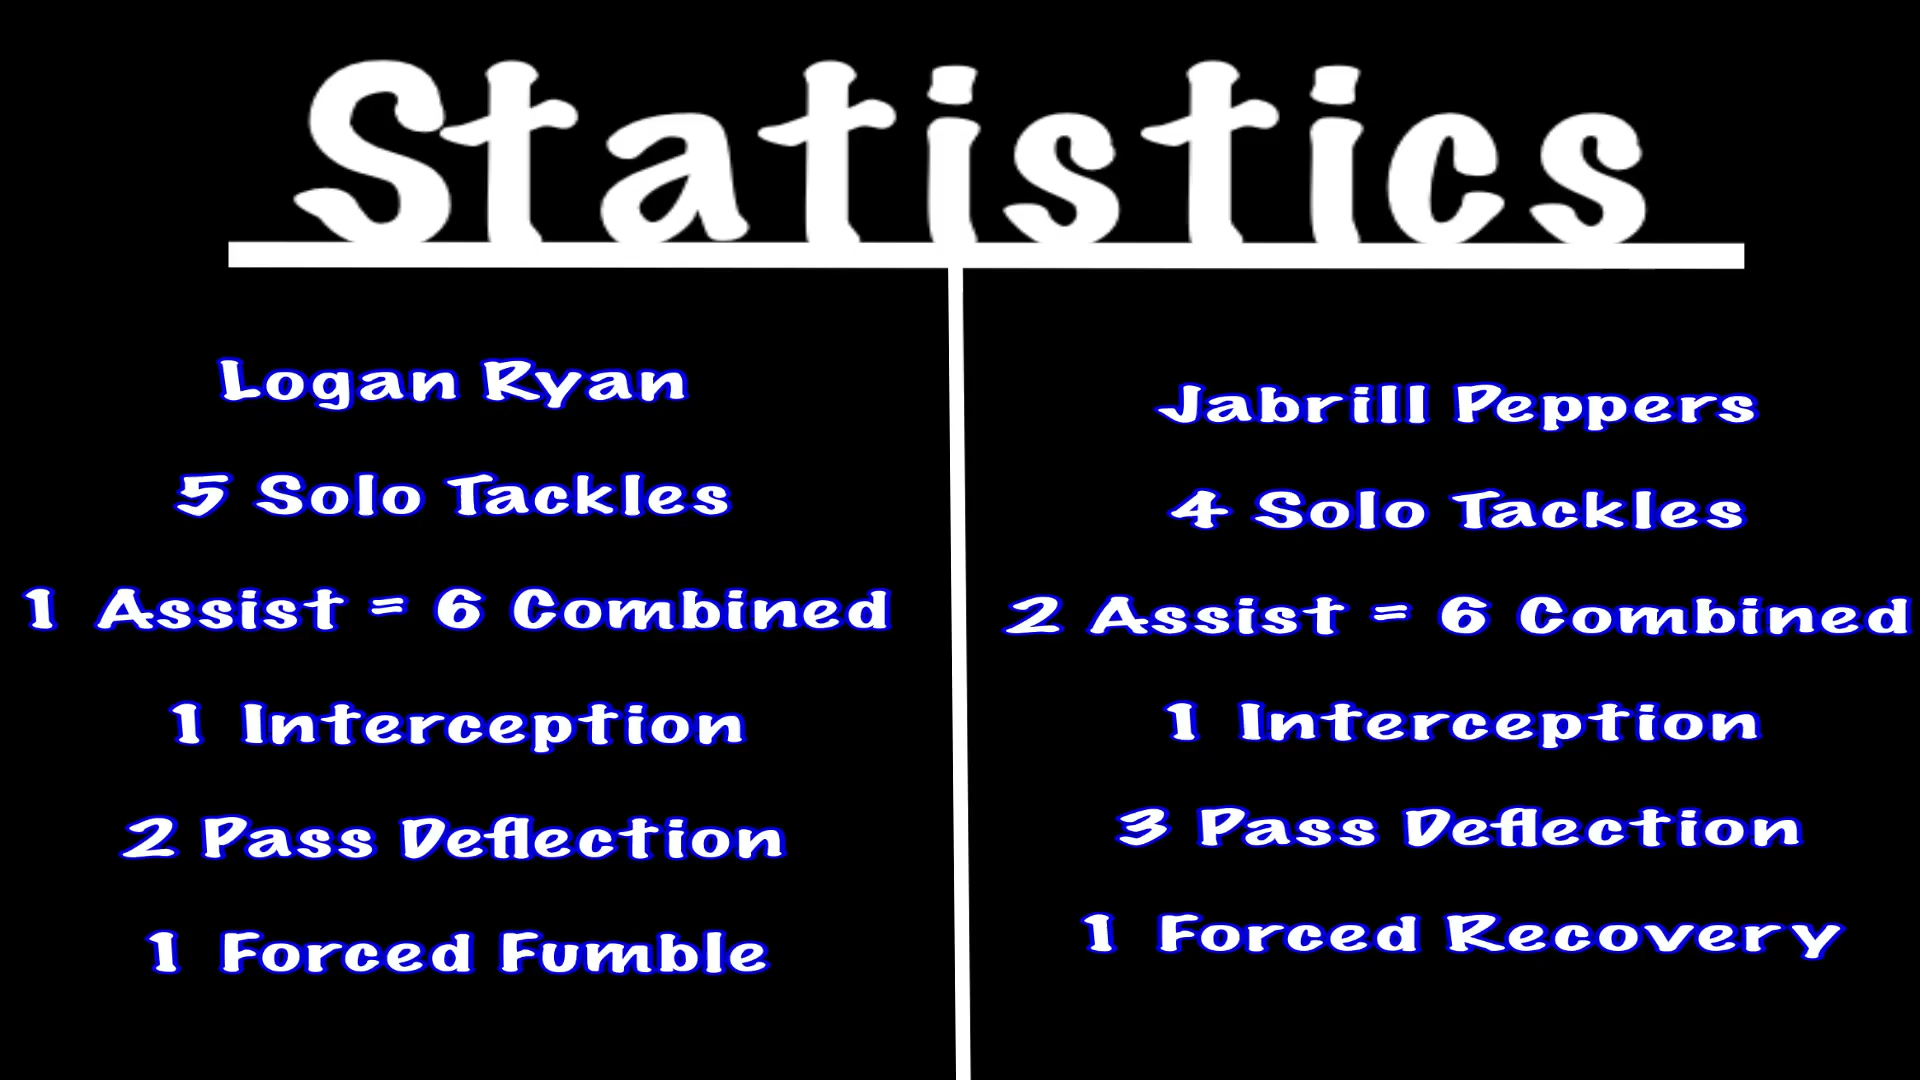 Statistics
Logan Ryan
5 Solo Tackles
1 Assist = 6 Combined
1 Interception
2 Pass Deflection
1 Forced Fumble
Jabrill Peppers
4 Solo Tackles
2 Assist = 6 Combined
1 Interception
3 Pass Deflection
1 Forced Recovery